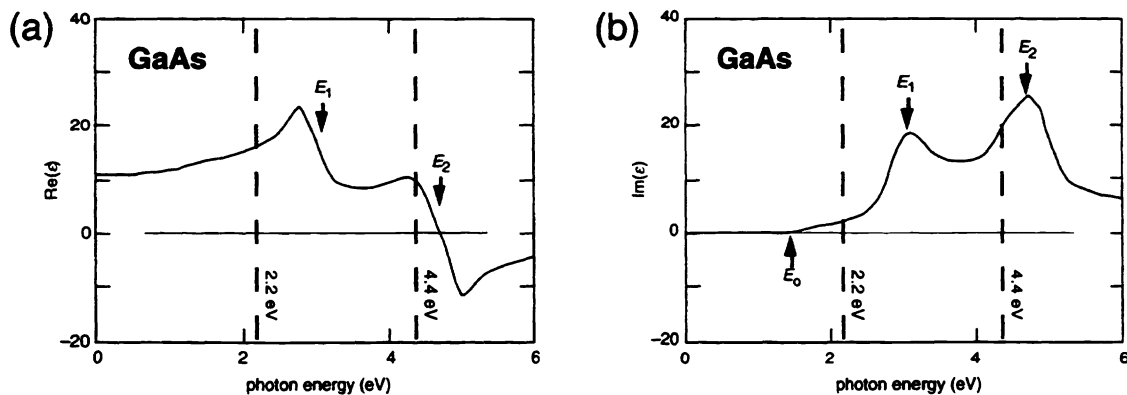 (a)
GaAs
40
20
0
−20
Re(ε)
E₁
E₂
2.2 eV
4.4 eV
0 2 4 6
photon energy (eV)
(b)
GaAs
40
20
0
−20
Im(ε)
E₁
E₂
E₀
2.2 eV
4.4 eV
0 2 4 6
photon energy (eV)